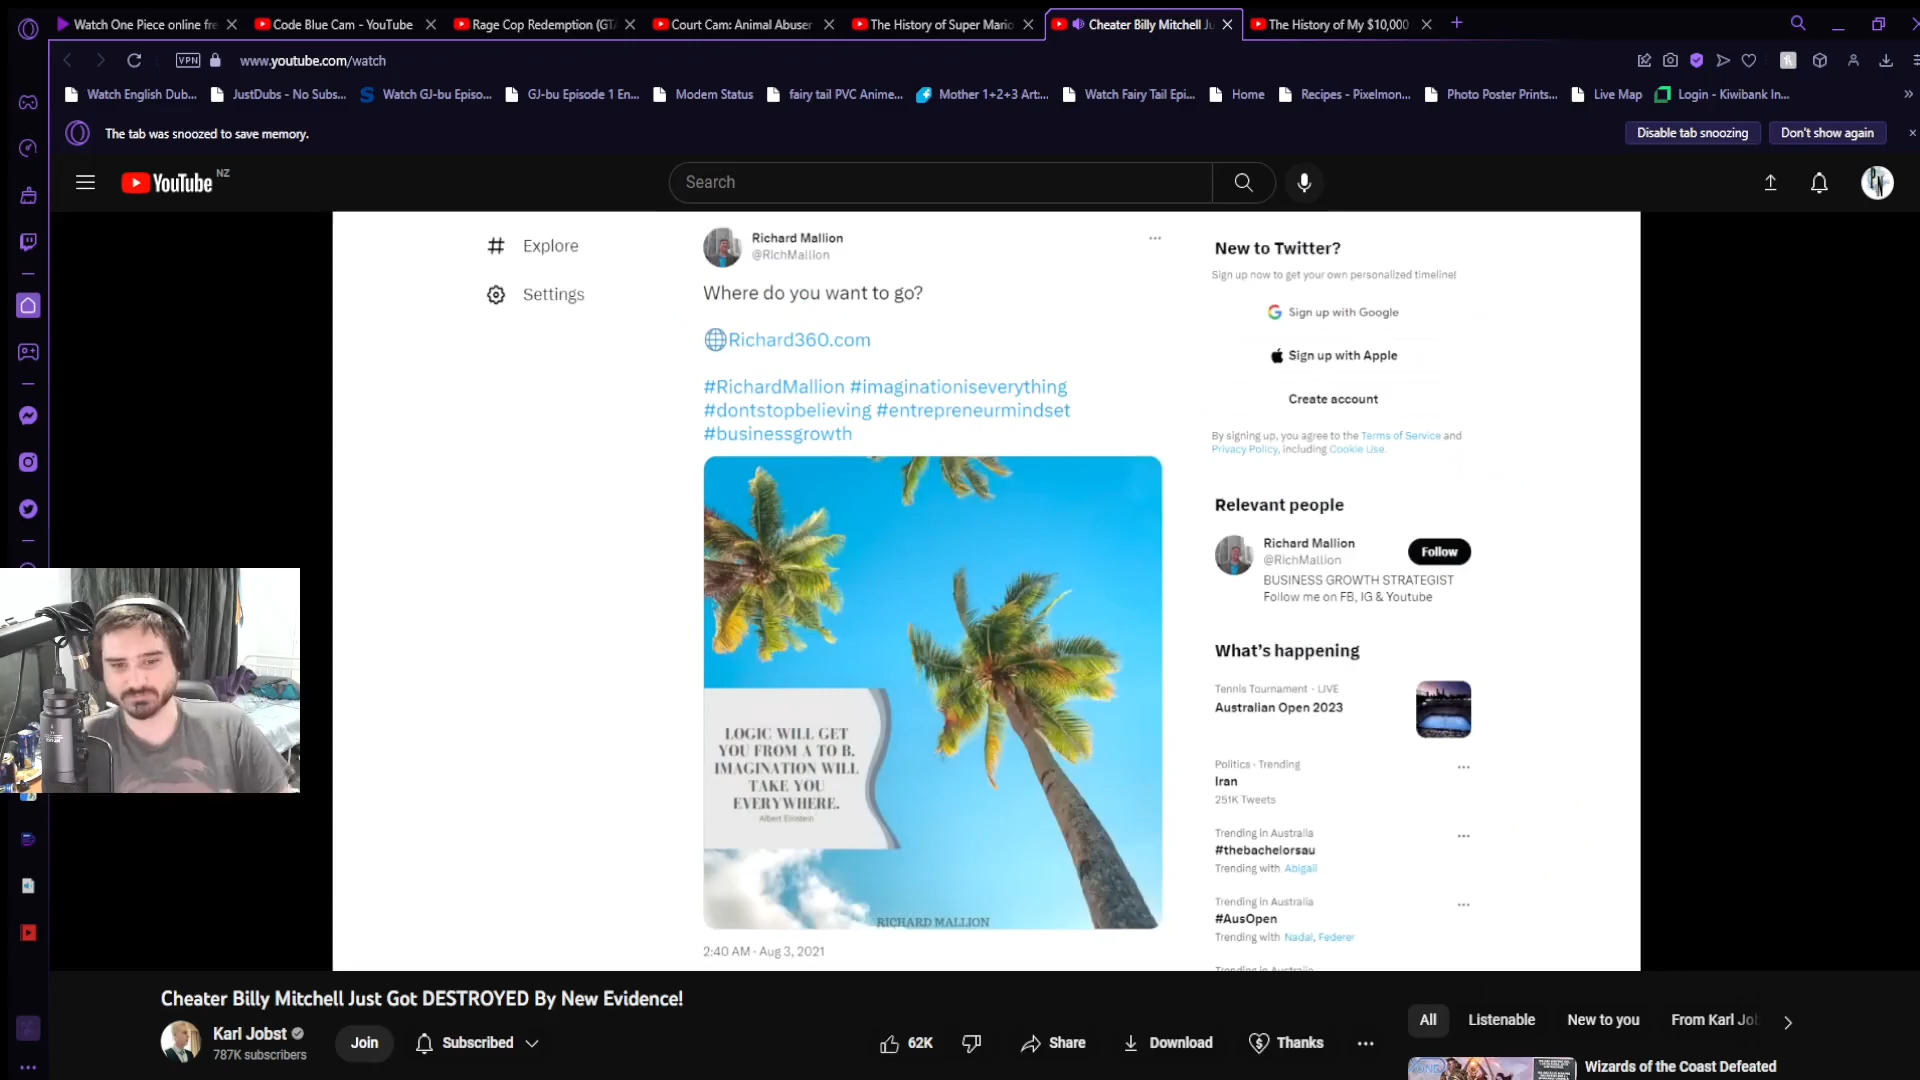 Watch One Piece online fre
Code Blue Cam - YouTube
Rage Cop Redemption (GTA
Court Cam: Animal Abuser
The History of Super Mario
Cheater Billy Mitchell Ju
The History of My $10,000
VPN
www.youtube.com/watch
Watch English Dub...
JustDubs - No Subs...
Watch GJ-bu Episo...
GJ-bu Episode 1 En...
Modem Status
fairy tail PVC Anime...
Mother 1+2+3 Art:...
Watch Fairy Tail Epi...
Home
Recipes - Pixelmon...
Photo Poster Prints...
Live Map
Login - Kiwibank In...
The tab was snoozed to save memory.
Disable tab snoozing
Don't show again
YouTube NZ
Search
Explore
Settings
Richard Mallion
@RichMallion
Where do you want to go?
Richard360.com
#RichardMallion #imaginationiseverything
#dontstopbelieving #entrepreneurmindset
#businessgrowth
LOGIC WILL GET
YOU FROM A TO B.
IMAGINATION WILL
TAKE YOU
EVERYWHERE.
Albert Einstein
RICHARD MALLION
2:40 AM · Aug 3, 2021
New to Twitter?
Sign up now to get your own personalized timeline!
Sign up with Google
Sign up with Apple
Create account
By signing up, you agree to the Terms of Service and
Privacy Policy, including Cookie Use.
Relevant people
Richard Mallion
@RichMallion
Follow
BUSINESS GROWTH STRATEGIST
Follow me on FB, IG & Youtube
What's happening
Tennis Tournament · LIVE
Australian Open 2023
Politics · Trending
Iran
251K Tweets
Trending in Australia
#thebachelorsau
Trending with Abigail
Trending in Australia
#AusOpen
Trending with Nadal, Federer
Trending in Australia
Cheater Billy Mitchell Just Got DESTROYED By New Evidence!
Karl Jobst
787K subscribers
Join
Subscribed
62K
Share
Download
Thanks
All
Listenable
New to you
From Karl Jo
Wizards of the Coast Defeated